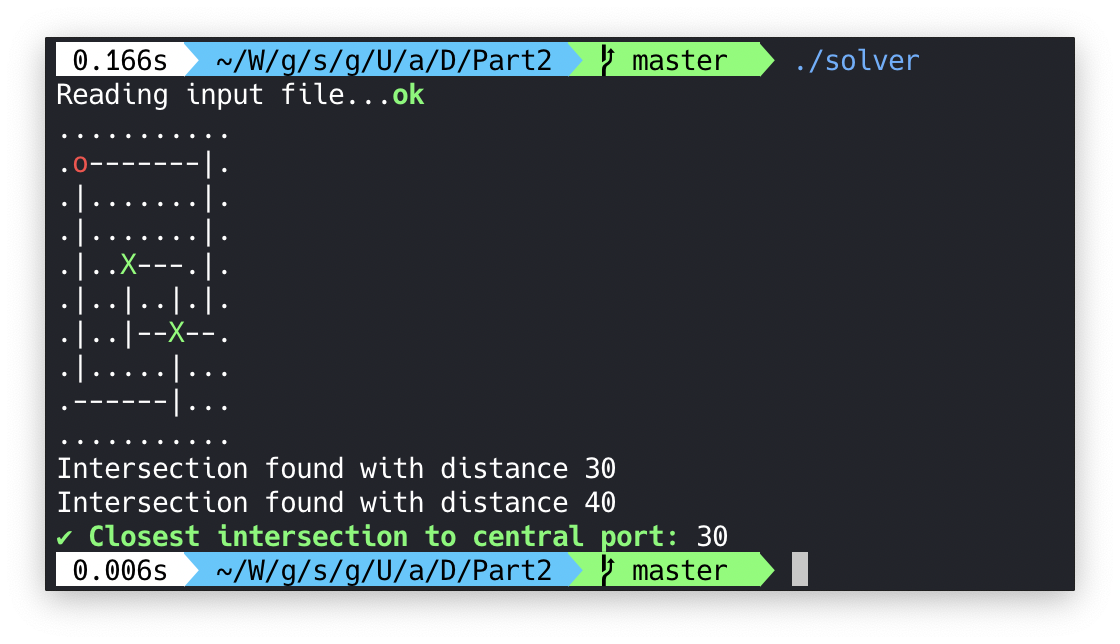 0.166s ~/W/g/s/g/U/a/D/Part2 master ./solver
Reading input file...ok
...........
.o-------|.
.|.......|.
.|.......|.
.|..X---.|.
.|..|..|.|.
.|..|--X--.
.|.....|...
.------|...
...........
Intersection found with distance 30
Intersection found with distance 40
✔ Closest intersection to central port: 30
0.006s ~/W/g/s/g/U/a/D/Part2 master